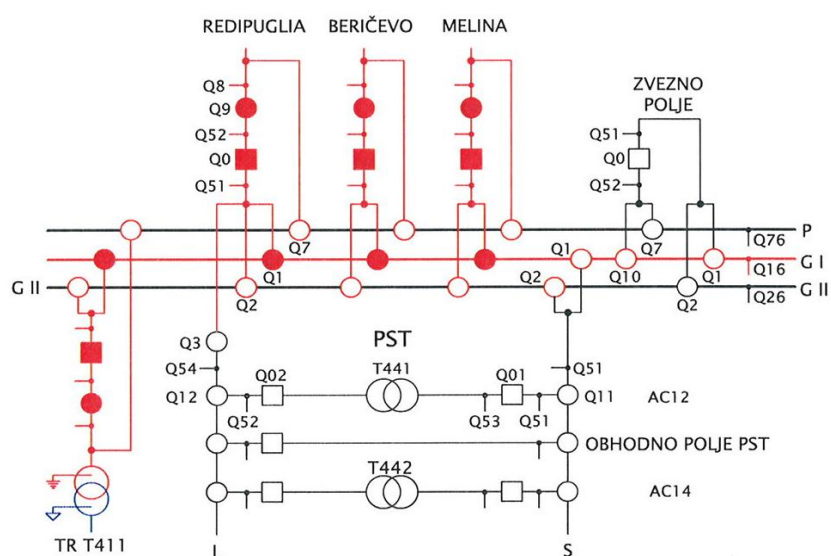 REDIPUGLIA BERIČEVO MELINA
ZVEZNO
POLJE
Q8
Q9
Q52
Q0
Q51
Q51
Q0
Q52
P
Q7
Q7
Q76
Q1
G I
Q1
Q10
Q1
Q16
G II
Q2
Q2
Q2
G II
Q26
PST
Q3
Q54
T441
Q51
Q02
Q01
Q12
Q11
AC12
Q52
Q53
Q51
OBHODNO POLJE PST
T442
AC14
TR T411
L
S